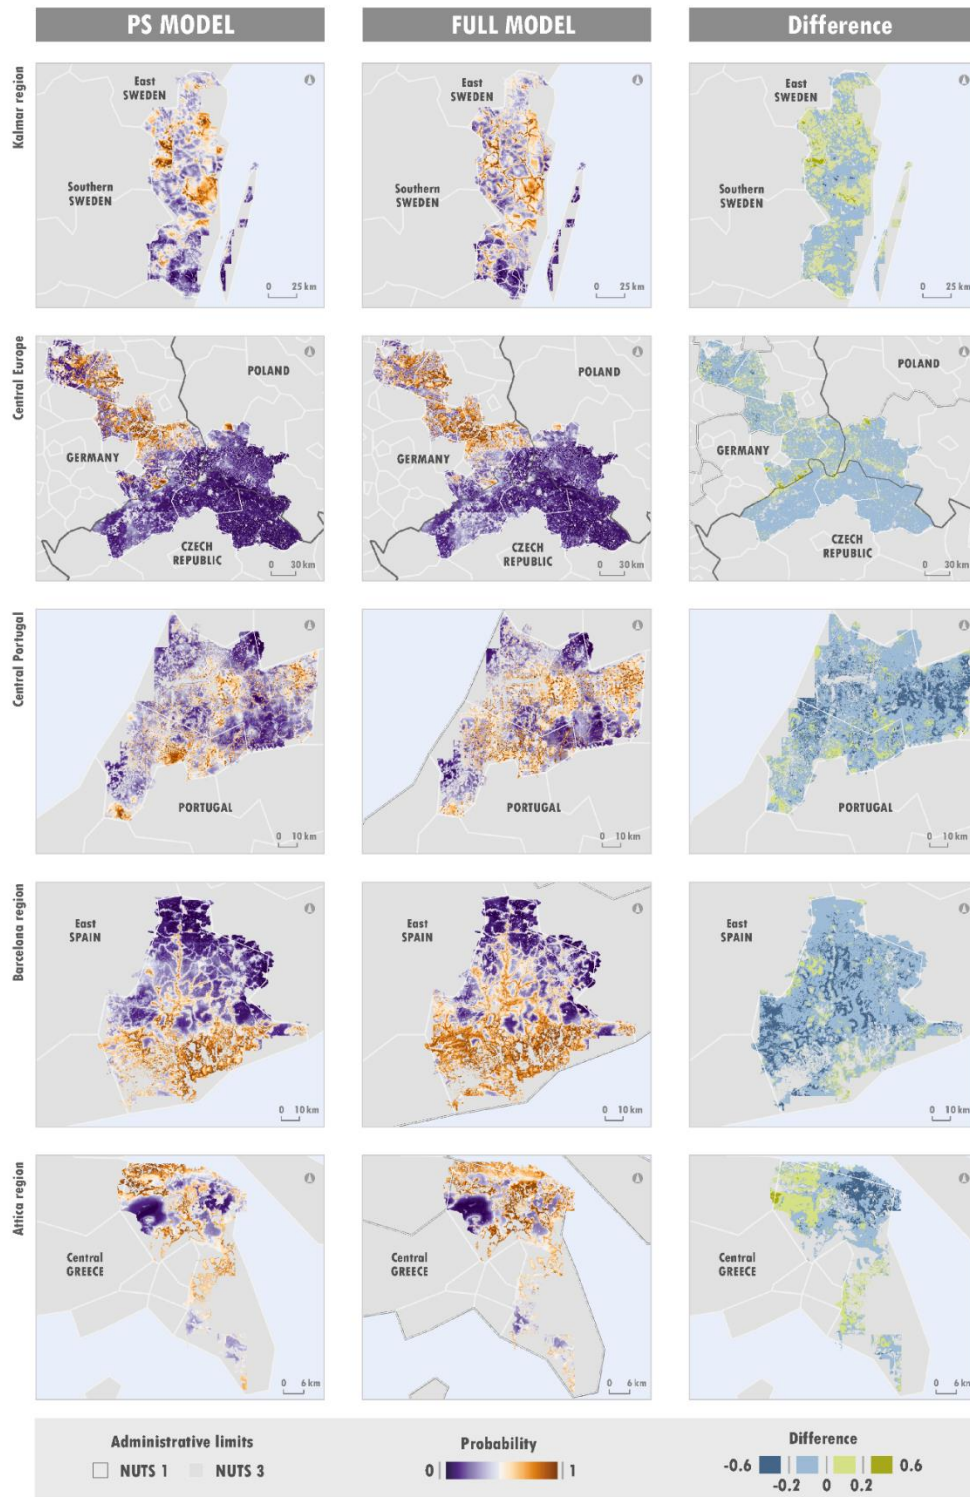 PS MODEL FULL MODEL Difference
Kalmar region
East
SWEDEN
Southern
SWEDEN
0 25 km
East
SWEDEN
Southern
SWEDEN
0 25 km
East
SWEDEN
Southern
SWEDEN
0 25 km
Central Europe
POLAND
GERMANY
CZECH
REPUBLIC
0 30 km
POLAND
GERMANY
CZECH
REPUBLIC
0 30 km
POLAND
GERMANY
CZECH
REPUBLIC
0 30 km
Central Portugal
PORTUGAL
0 10 km
PORTUGAL
0 10 km
PORTUGAL
0 10 km
Barcelona region
East
SPAIN
0 10 km
East
SPAIN
0 10 km
East
SPAIN
0 10 km
Attica region
Central
GREECE
0 6 km
Central
GREECE
0 6 km
Central
GREECE
0 6 km
Administrative limits
NUTS 1 NUTS 3
Probability
0 1
Difference
-0.6 0.6
-0.2 0 0.2